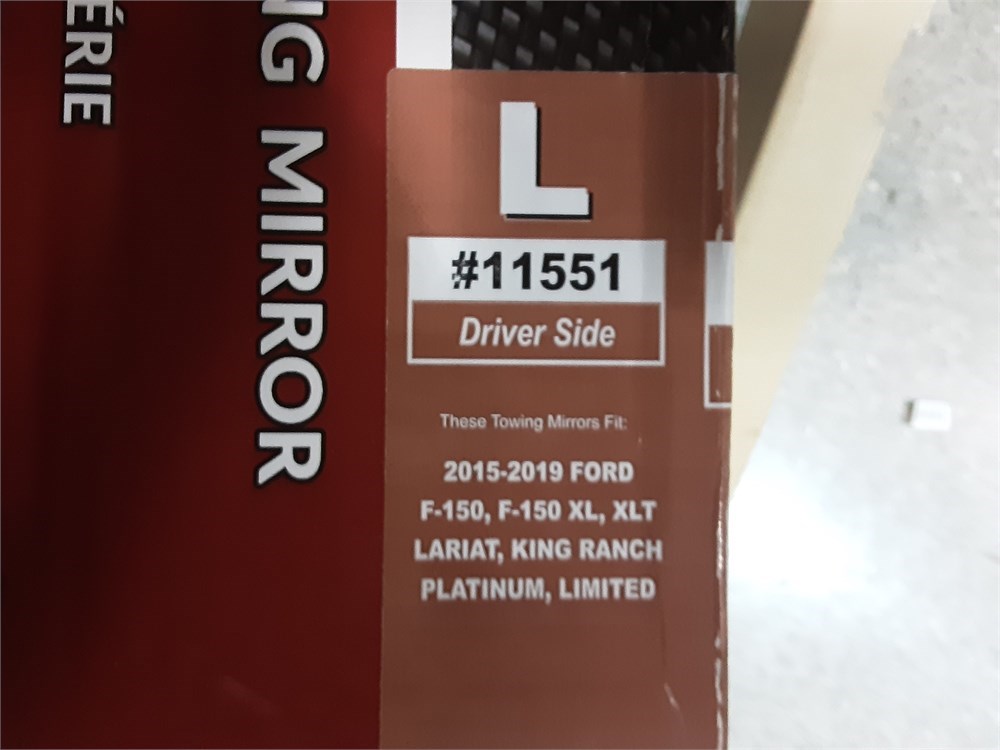 ÉRIE
NG MIRROR
L
#11551
Driver Side
These Towing Mirrors Fit:
2015-2019 FORD
F-150, F-150 XL, XLT
LARIAT, KING RANCH
PLATINUM, LIMITED